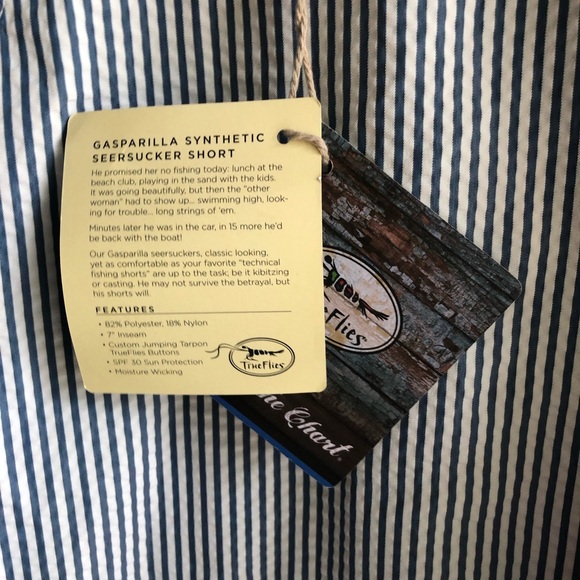 GASPARILLA SYNTHETIC
SEERSUCKER SHORT
He promised her no fishing today: lunch at the
beach club, playing in the sand with the kids.
It was going beautifully, but then the "other
woman" had to show up... swimming high, look-
ing for trouble... long strings of 'em.
Minutes later he was in the car, in 15 more he'd
be back with the boat!
Our Gasparilla seersuckers, classic looking,
yet as comfortable as your favorite "technical
fishing shorts" are up to the task; be it kibitzing
or casting. He may not survive the betrayal, but
his shorts will.
FEATURES
• 82% Polyester, 18% Nylon
• 7" Inseam
• Custom Jumping Tarpon
TrueFlies Buttons
• SPF 30 Sun Protection
• Moisture Wicking
TrueFlies
TrueFlies
the Chart.